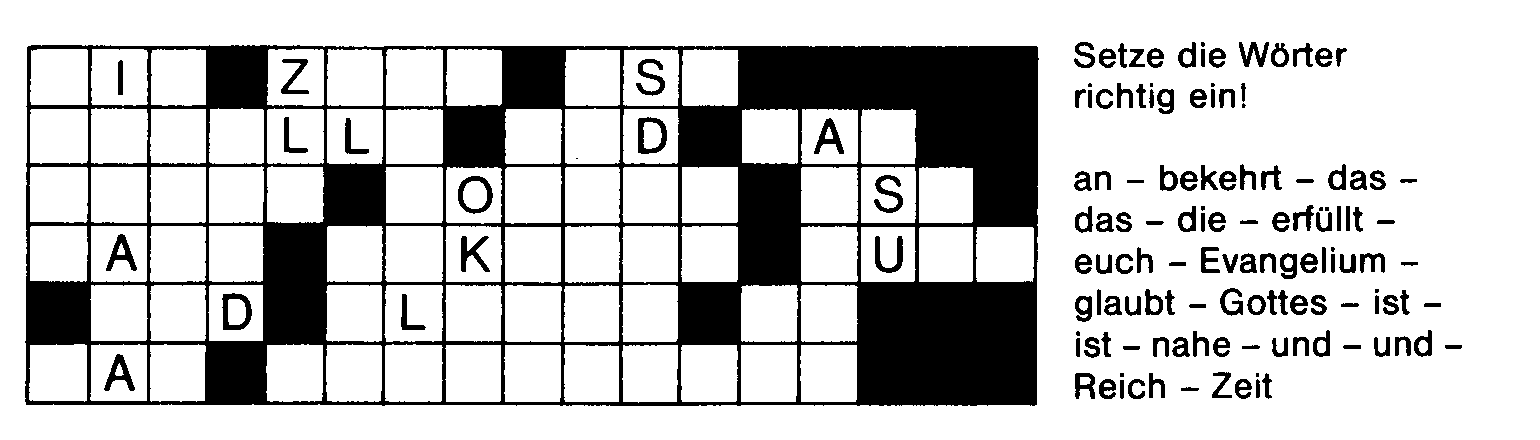 I Z S
L L D A
O S
A K U
D L
A
Setze die Wörter
richtig ein!
an – bekehrt – das –
das – die – erfüllt –
euch – Evangelium –
glaubt – Gottes – ist –
ist – nahe – und – und –
Reich – Zeit